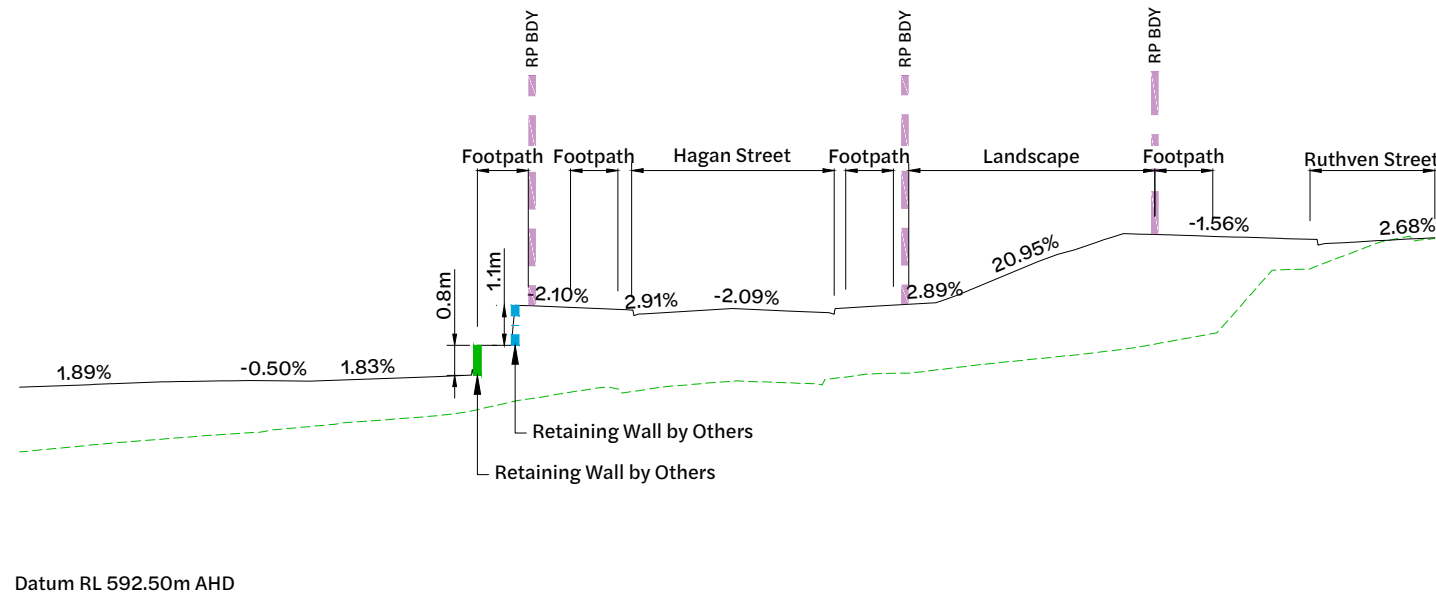 RP BDY
RP BDY
RP BDY
Footpath
Footpath
Hagan Street
Footpath
Landscape
Footpath
Ruthven Street
-1.56%
2.68%
20.95%
0.8m
1.1m
-2.10%
2.91%
-2.09%
2.89%
1.89%
-0.50%
1.83%
Retaining Wall by Others
Retaining Wall by Others
Datum RL 592.50m AHD